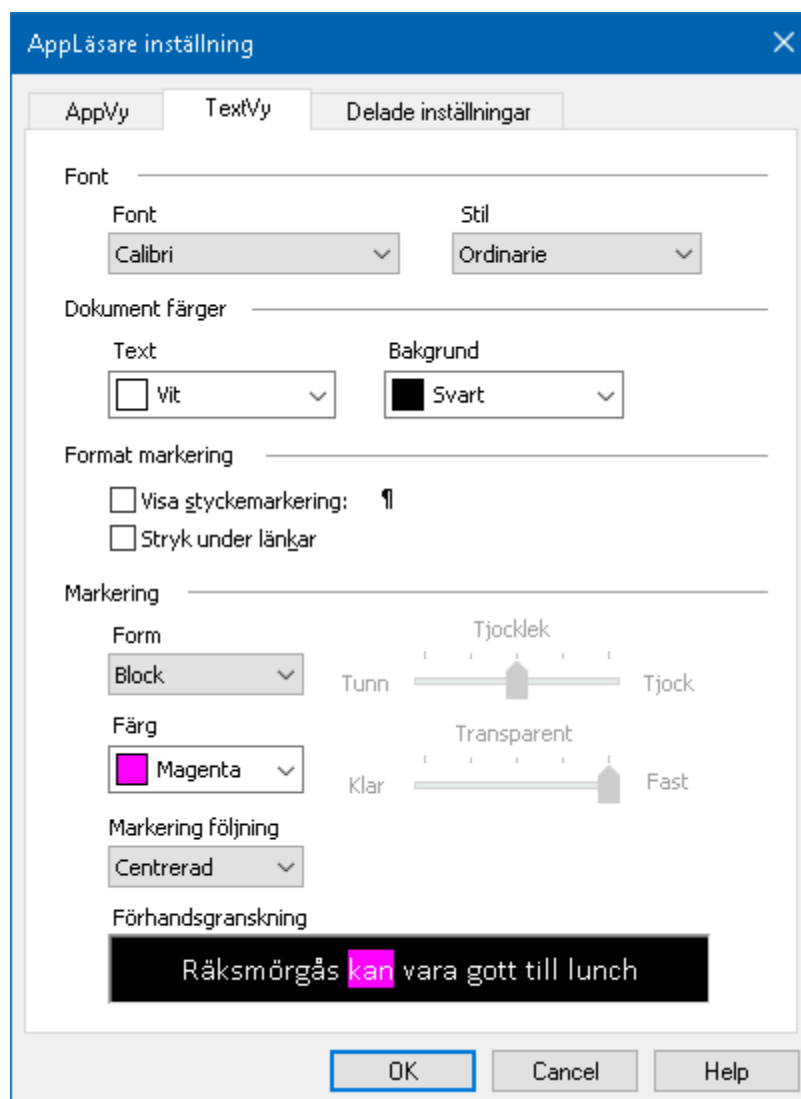 AppLäsare inställning
AppVy TextVy Delade inställningar
Font
Font Stil
Calibri Ordinarie
Dokument färger
Text Bakgrund
Vit Svart
Format markering
Visa styckemarkering: ¶
Stryk under länkar
Markering
Form Tjocklek
Block Tunn Tjock
Färg Transparent
Magenta Klar Fast
Markering följning
Centrerad
Förhandsgranskning
Räksmörgås kan vara gott till lunch
OK Cancel Help